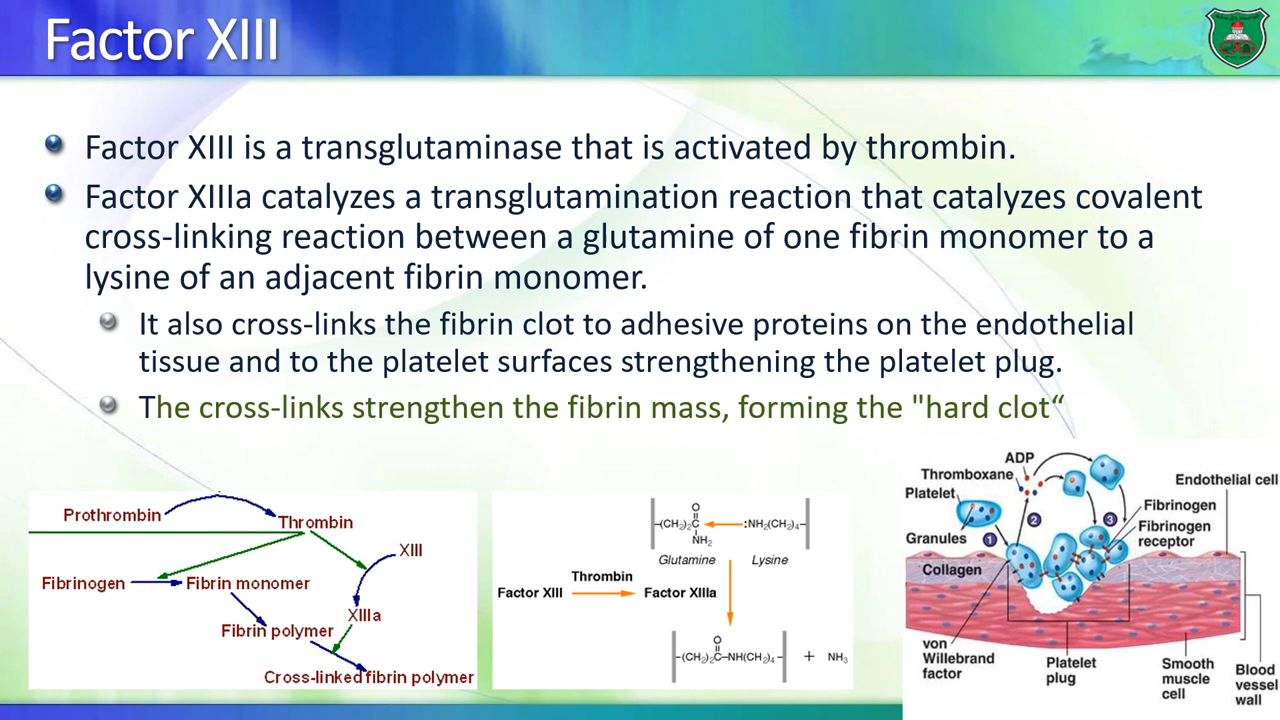 Factor XIII
Factor XIII is a transglutaminase that is activated by thrombin.
Factor XIIIa catalyzes a transglutamination reaction that catalyzes covalent
cross-linking reaction between a glutamine of one fibrin monomer to a
lysine of an adjacent fibrin monomer.
It also cross-links the fibrin clot to adhesive proteins on the endothelial
tissue and to the platelet surfaces strengthening the platelet plug.
The cross-links strengthen the fibrin mass, forming the "hard clot“
Prothrombin
Thrombin
XIII
Fibrinogen
Fibrin monomer
XIIIa
Fibrin polymer
Cross-linked fibrin polymer
O
-(CH₂)₂C
:NH₂(CH₂)₄-
NH₂
Glutamine
Lysine
Thrombin
Factor XIII
Factor XIIIa
O
-(CH₂)₂C-NH(CH₂)₄-
+ NH₃
ADP
Thromboxane
Platelet
Granules
1
2
3
Endothelial cell
Fibrinogen
Fibrinogen
receptor
Collagen
von
Willebrand
factor
Platelet
plug
Smooth
muscle
cell
Blood
vessel
wall